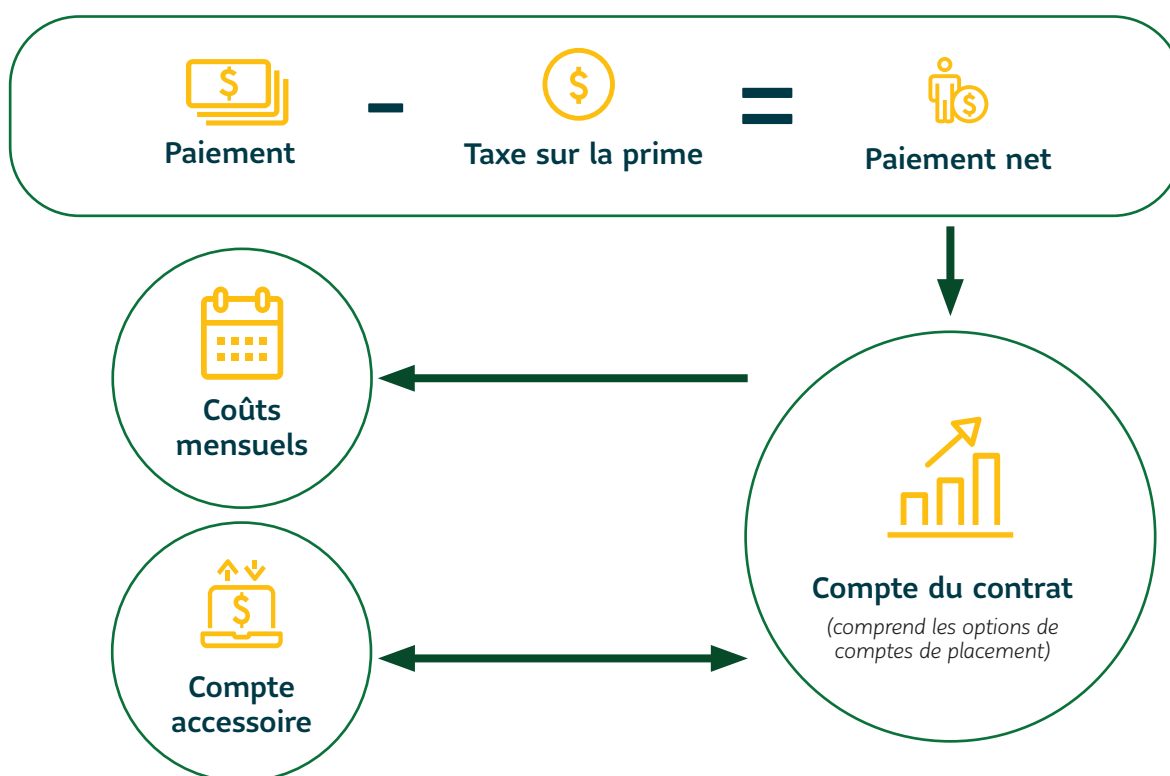 Paiement
-
Taxe sur la prime
=
Paiement net
Coûts
mensuels
Compte du contrat
(comprend les options de
comptes de placement)
Compte
accessoire